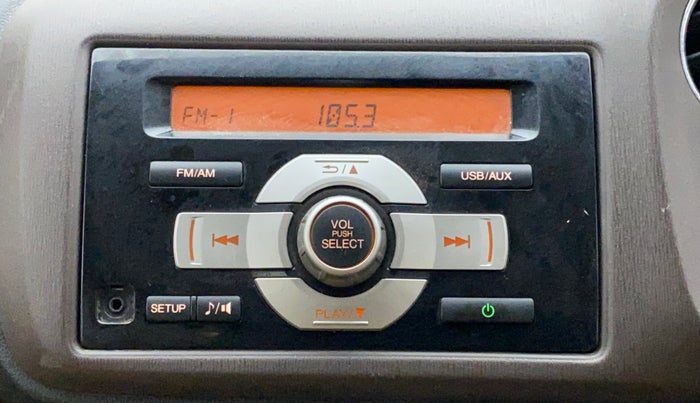 FM-1 105.3
FM/AM
USB/AUX
VOL
PUSH
SELECT
SETUP
PLAY/